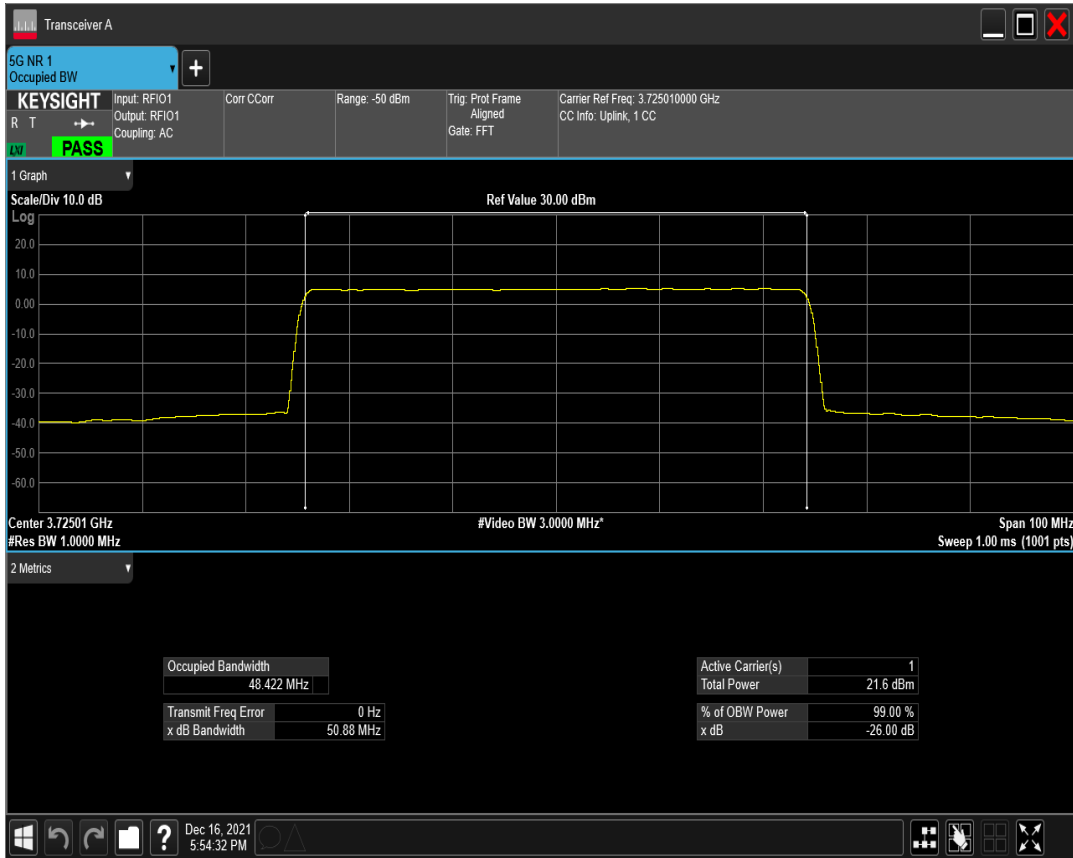 Transceiver A
5G NR 1
Occupied BW
KEYSIGHT
R T
LXI
PASS
Input: RFIO1
Output: RFIO1
Coupling: AC
Corr CCorr
Range: -50 dBm
Trig: Prot Frame
Aligned
Gate: FFT
Carrier Ref Freq: 3.725010000 GHz
CC Info: Uplink, 1 CC
1 Graph
Scale/Div 10.0 dB
Ref Value 30.00 dBm
Log
20.0
10.0
0.00
-10.0
-20.0
-30.0
-40.0
-50.0
-60.0
Center 3.72501 GHz
#Video BW 3.0000 MHz*
Span 100 MHz
#Res BW 1.0000 MHz
Sweep 1.00 ms (1001 pts)
2 Metrics
Occupied Bandwidth
48.422 MHz
Transmit Freq Error 0 Hz
x dB Bandwidth 50.88 MHz
Active Carrier(s) 1
Total Power 21.6 dBm
% of OBW Power 99.00 %
x dB -26.00 dB
?
Dec 16, 2021
5:54:32 PM